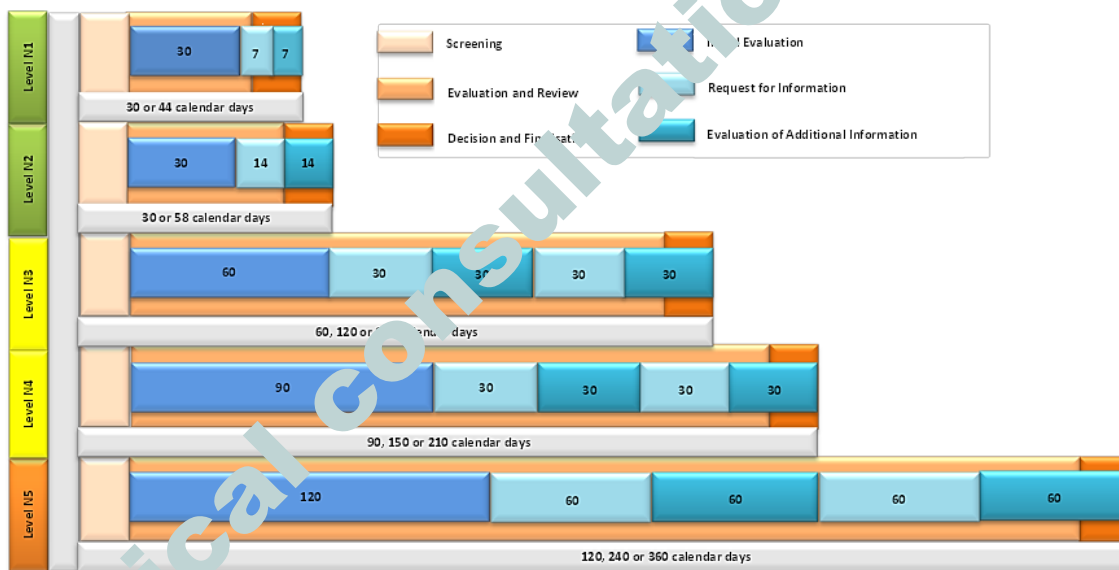 Level N1
30
7
7
30 or 44 calendar days
Screening
Evaluation
Evaluation and Review
Request for Information
Decision and
Evaluation of Additional Information
Level N2
30
14
14
30 or 58 calendar days
Level N3
60
30
30
30
30
60, 120 or
Level N4
90
30
30
30
30
90, 150 or 210 calendar days
Level N5
120
60
60
60
60
120, 240 or 360 calendar days
ical consultatio